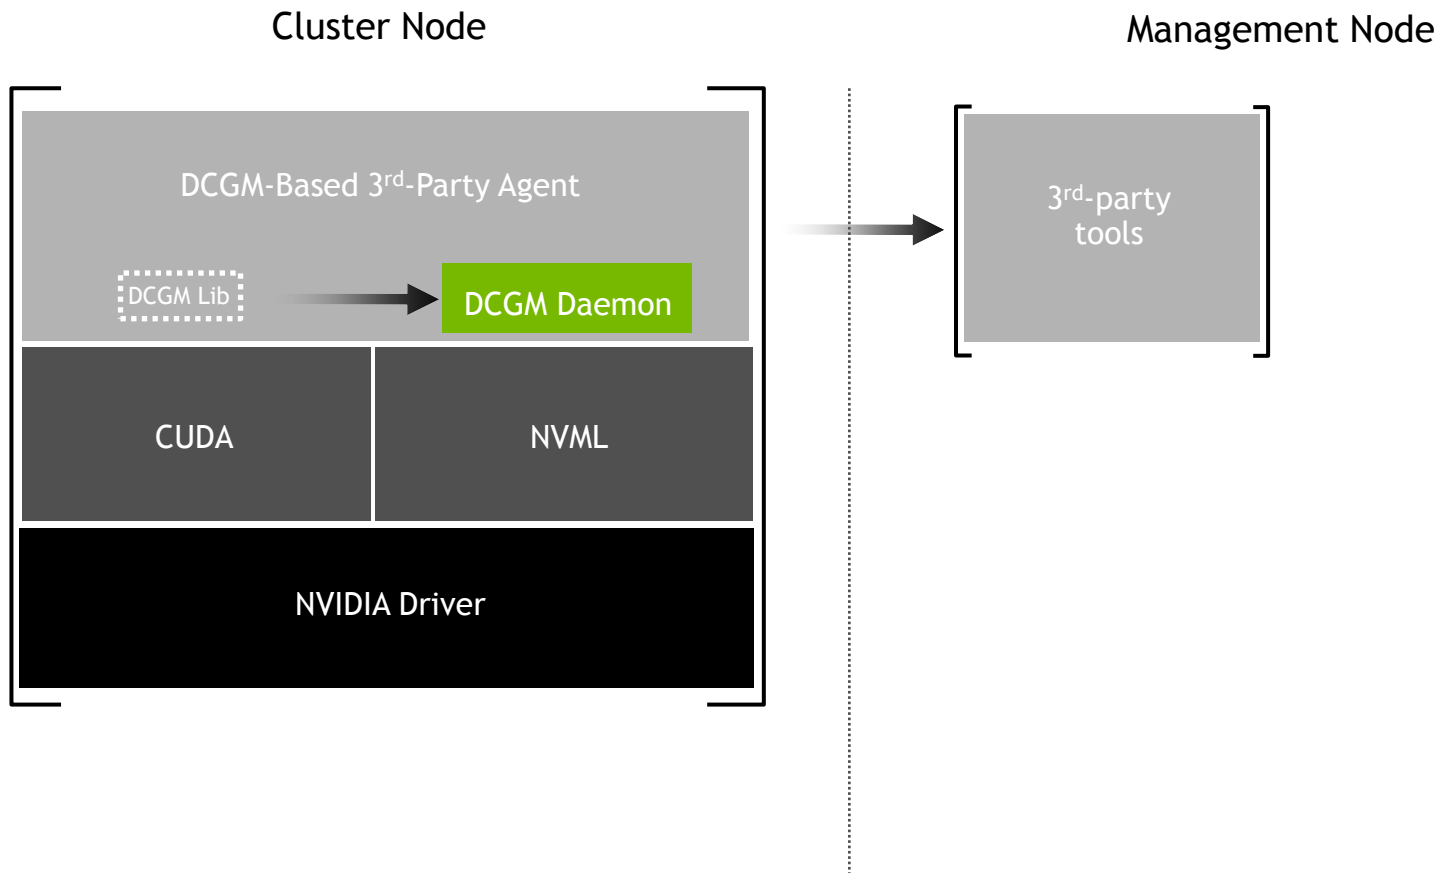 Cluster Node
Management Node
DCGM-Based 3rd-Party Agent
DCGM Lib
DCGM Daemon
3rd-party
tools
CUDA
NVML
NVIDIA Driver